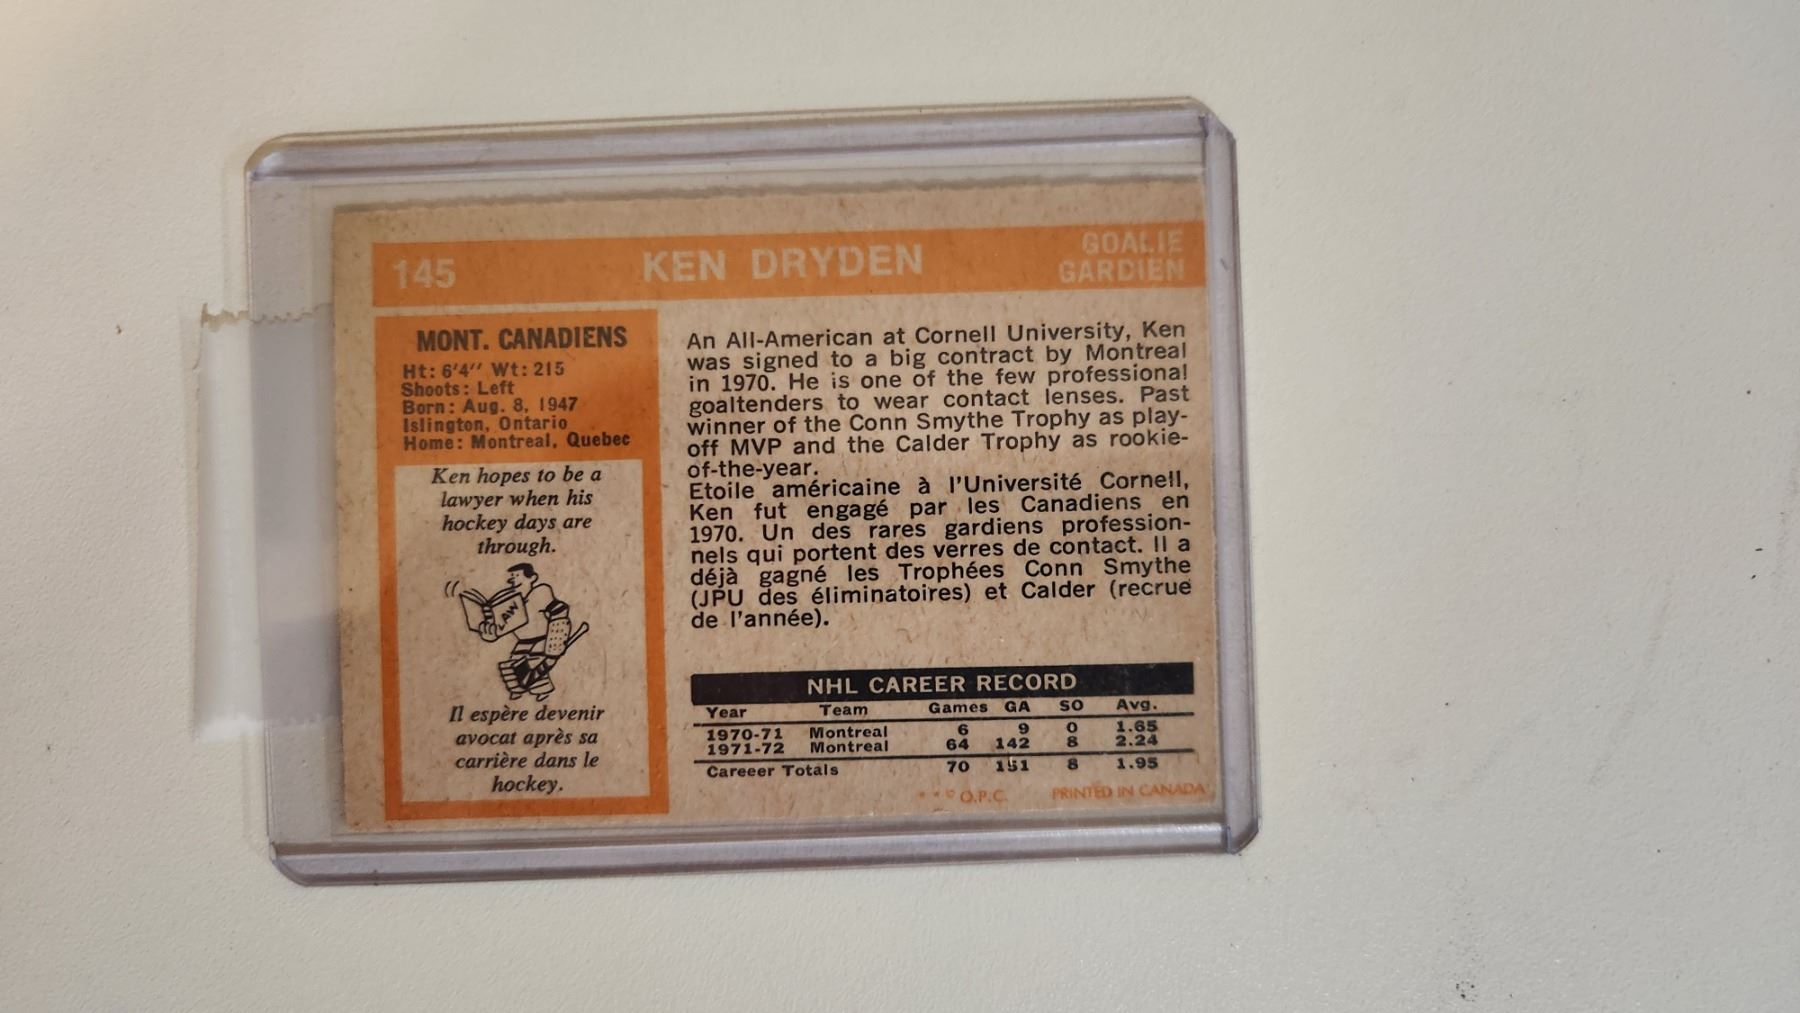 145 KEN DRYDEN GOALIE
GARDIEN
MONT. CANADIENS
Ht: 6'4'' Wt: 215
Shoots: Left
Born: Aug. 8, 1947
Islington, Ontario
Home: Montreal, Quebec
Ken hopes to be a
lawyer when his
hockey days are
through.
LAW
Il espère devenir
avocat après sa
carrière dans le
hockey.
An All-American at Cornell University, Ken
was signed to a big contract by Montreal
in 1970. He is one of the few professional
goaltenders to wear contact lenses. Past
winner of the Conn Smythe Trophy as play-
off MVP and the Calder Trophy as rookie-
of-the-year.
Etoile américaine à l'Université Cornell,
Ken fut engagé par les Canadiens en
1970. Un des rares gardiens profession-
nels qui portent des verres de contact. Il a
déjà gagné les Trophées Conn Smythe
(JPU des éliminatoires) et Calder (recrue
de l'année).
NHL CAREER RECORD
Year Team Games GA SO Avg.
1970-71 Montreal 6 9 0 1.65
1971-72 Montreal 64 142 8 2.24
Careeer Totals 70 151 8 1.95
* * © O.P.C. PRINTED IN CANADA